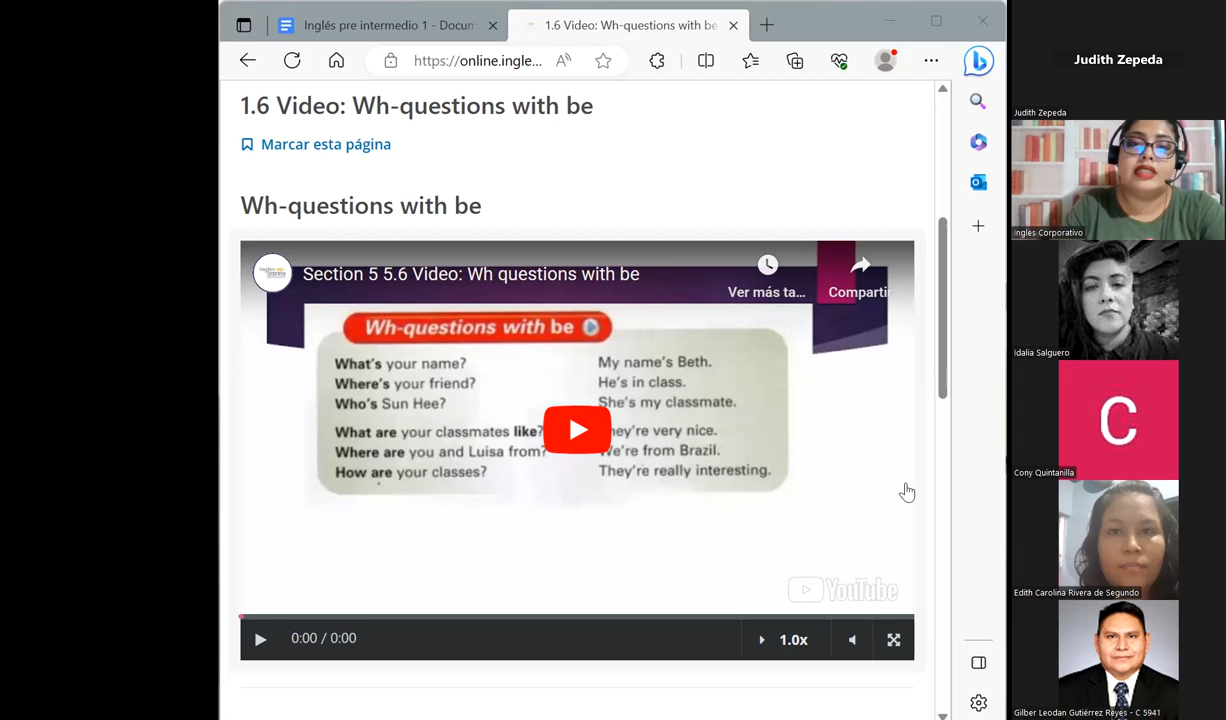 Inglés pre intermedio 1 - Docum
1.6 Video: Wh-questions with be
https://online.ingle...
1.6 Video: Wh-questions with be
Marcar esta página
Wh-questions with be
Section 5 5.6 Video: Wh questions with be
Ver más ta...
Compartir
Wh-questions with be
What's your name?
My name's Beth.
Where's your friend?
He's in class.
Who's Sun Hee?
She's my classmate.
What are your classmates like?
They're very nice.
Where are you and Luisa from?
We're from Brazil.
How are your classes?
They're really interesting.
YouTube
0:00 / 0:00
1.0x
Judith Zepeda
Judith Zepeda
Ingles Corporativo
Idalia Salguero
C
Cony Quintanilla
Edith Carolina Rivera de Segundo
Gilber Leodan Gutiérrez Reyes - C 5941